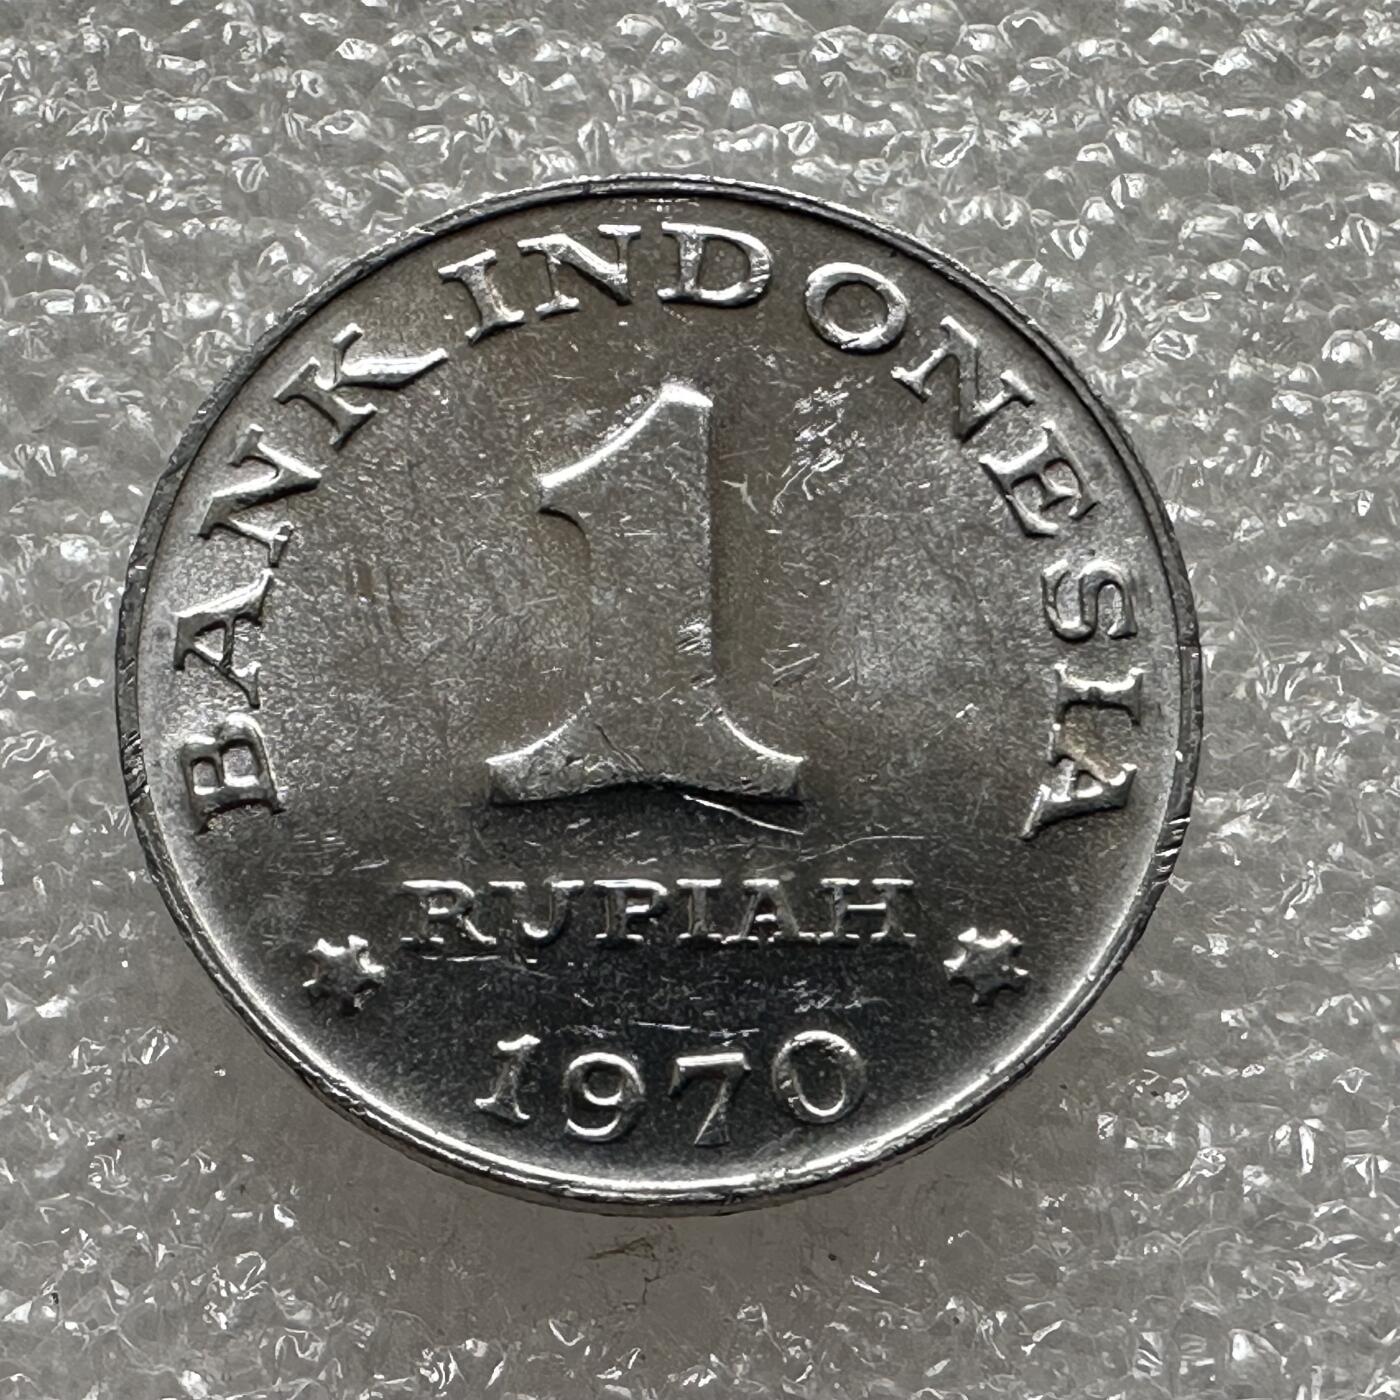 BANK INDONESIA
1
RUPIAH
1970